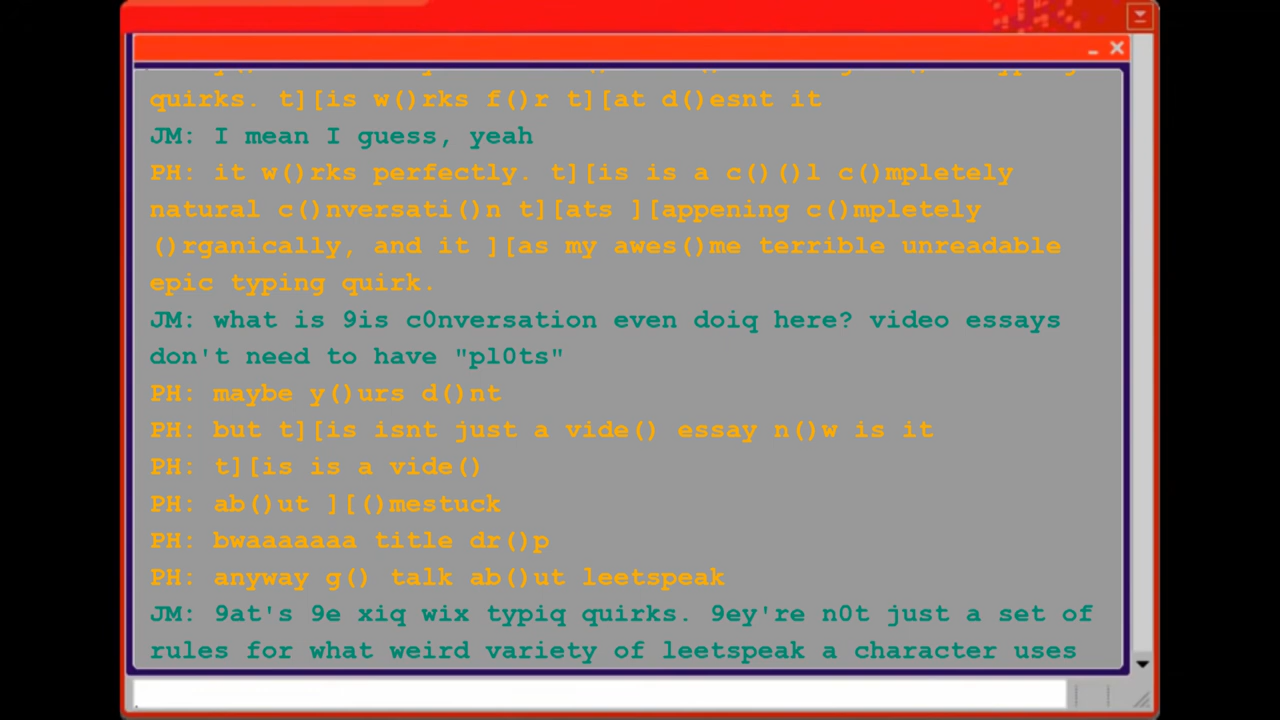 quirks. t][is w()rks f()r t][at d()esnt it
JM: I mean I guess, yeah
PH: it w()rks perfectly. t][is is a c()()l c()mpletely
natural c()nversati()n t][ats ][appening c()mpletely
()rganically, and it ][as my awes()me terrible unreadable
epic typing quirk.
JM: what is 9is c0nversation even doiq here? video essays
don't need to have "pl0ts"
PH: maybe y()urs d()nt
PH: but t][is isnt just a vide() essay n()w is it
PH: t][is is a vide()
PH: ab()ut ][()mestuck
PH: bwaaaaaaa title dr()p
PH: anyway g() talk ab()ut leetspeak
JM: 9at's 9e xiq wix typiq quirks. 9ey're n0t just a set of
rules for what weird variety of leetspeak a character uses